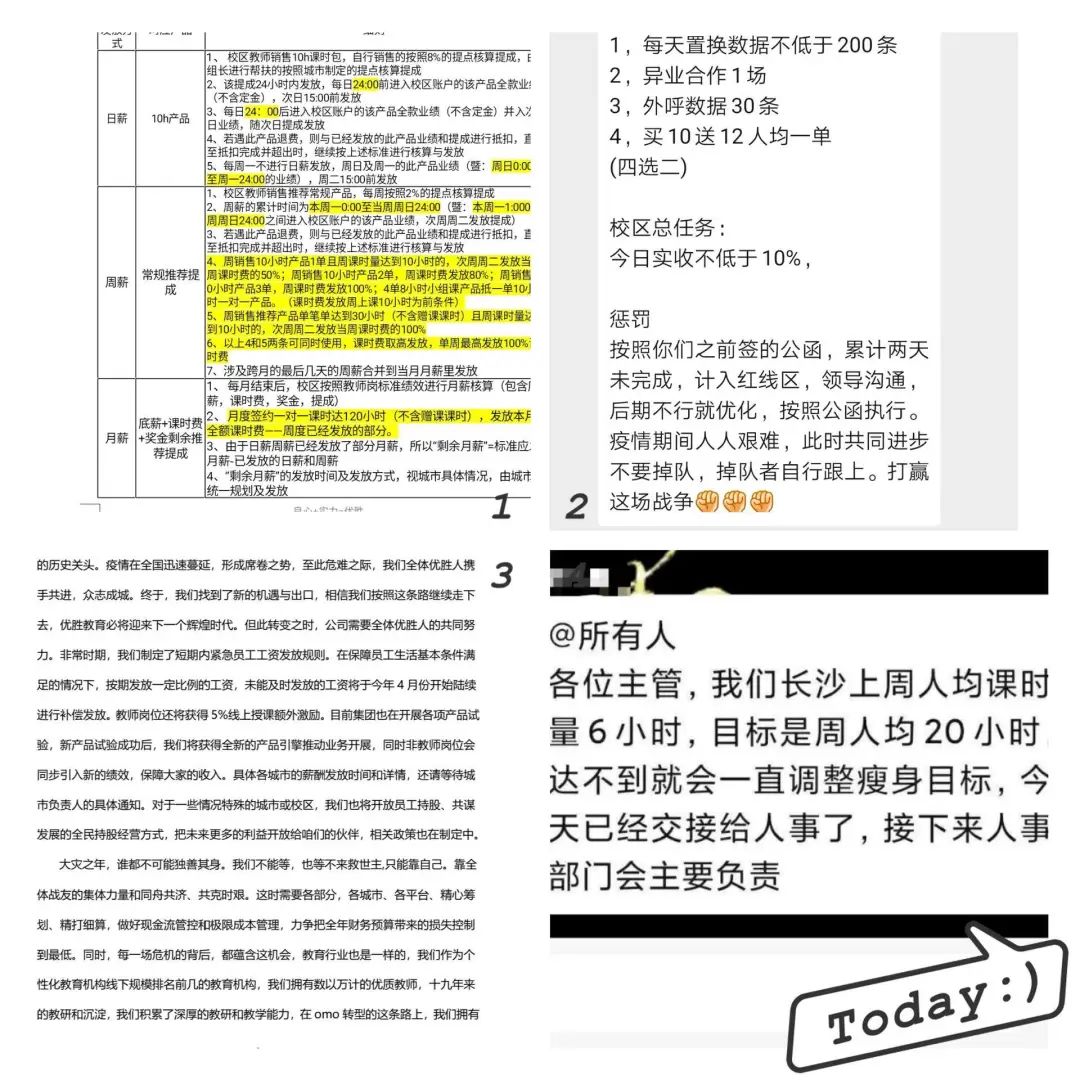 式
日薪
10h产品
1、 校区教师销售10h课时包，自行销售的按照8%的提点核算提成，
组长进行帮扶的按照城市制定的提点核算提成
2、该提成24小时内发放，每日24:00前进入校区账户的该产品全款业
（不含定金），次日15:00前发放
3、每日24：00后进入校区账户的该产品全款业绩（不含定金）并入
日业绩，随次日提成发放
4、若遇此产品退费，则与已经发放的此产品业绩和提成进行抵扣，直
至抵扣完成并超出时，继续按上述标准进行核算与发放
5、每周一不进行日薪发放，周日及周一的此产品业绩（暨：周日0:00
至周一24:00的业绩），周二15:00前发放
周薪
常规推荐提
成
1、校区教师销售推荐常规产品，每周按照2%的提点核算提成
2、周薪的累计时间为本周一0:00至当周周日24:00（暨：本周一1:000
周周日24:00之间进入校区账户的该产品业绩，次周周二发放提成）
3、若遇此产品退费，则与已经发放的此产品业绩和提成进行抵扣，直
至抵扣完成并超出时，继续按上述标准进行核算与发放
4、周销售10小时产品1单且周课时量达到10小时的，次周周二发放当
周课时费的50%；周销售10小时产品2单，周课时费发放80%；周销售
0小时产品3单，周课时费发放100%；4单8小时小组课产品抵一单10小
时一对一产品。（课时费发放周上课10小时为前条件）
5、周销售推荐产品单笔单达到30小时（不含赠课课时）且周课时量达
到10小时的，次周周二发放当周课时费的100%
6、以上4和5两条可同时使用，课时费取高发放，单周最高发放100%
时费
7、涉及跨月的最后几天的周薪合并到当月月薪里发放
月薪
底薪+课时费
+奖金剩余推
荐提成
1、 每月结束后，校区按照教师岗标准绩效进行月薪核算（包含
薪，课时费，奖金，提成）
2、 月度签约一对一课时达120小时（不含赠课课时），发放本月
全额课时费——周度已经发放的部分。
3、由于日薪周薪已经发放了部分月薪，所以“剩余月薪”=标准应
月薪-已发放的日薪和周薪
4、“剩余月薪”的发放时间及发放方式，视城市具体情况，由城市
统一规划及发放
1
1，每天置换数据不低于200条
2，异业合作1场
3，外呼数据30条
4，买10送12人均一单
(四选二)
校区总任务：
今日实收不低于10%，
惩罚
按照你们之前签的公函，累计两天
未完成，计入红线区，领导沟通，
后期不行就优化，按照公函执行。
疫情期间人人艰难，此时共同进步
不要掉队，掉队者自行跟上。打赢
这场战争✊✊✊
2
3
的历史关头。疫情在全国迅速蔓延，形成席卷之势，至此危难之际，我们全体优胜人携
手共进，众志成城。终于，我们找到了新的机遇与出口，相信我们按照这条路继续走下
去，优胜教育必将迎来下一个辉煌时代。但此转变之时，公司需要全体优胜人的共同努
力。非常时期，我们制定了短期内紧急员工工资发放规则。在保障员工生活基本条件满
足的情况下，按期发放一定比例的工资，未能及时发放的工资将于今年4月份开始陆续
进行补偿发放。教师岗位还将获得5%线上授课额外激励。目前集团也在开展各项产品试
验，新产品试验成功后，我们将获得全新的产品引擎推动业务开展，同时非教师岗位会
同步引入新的绩效，保障大家的收入。具体各城市的薪酬发放时间和详情，还请等待城
市负责人的具体通知。对于一些情况特殊的城市或校区，我们也将开放员工持股、共谋
发展的全民持股经营方式，把未来更多的利益开放给咱们的伙伴，相关政策也在制定中。
大灾之年，谁都不可能独善其身。我们不能等，也等不来救世主,只能靠自己。靠全
体战友的集体力量和同舟共济、共克时艰。这时需要各部分，各城市、各平台、精心筹
划、精打细算，做好现金流管控和极限成本管理，力争把全年财务预算带来的损失控制
到最低。同时，每一场危机的背后，都蕴含这机会，教育行业也是一样的，我们作为个
性化教育机构线下规模排名前几的教育机构，我们拥有数以万计的优质教师，十九年来
的教研和沉淀，我们积累了深厚的教研和教学能力，在omo转型的这条路上，我们拥有
@所有人
各位主管，我们长沙上周人均课时
量6小时，目标是周人均20小时
达不到就会一直调整瘦身目标，今
天已经交接给人事了，接下来人事
部门会主要负责
Today:)